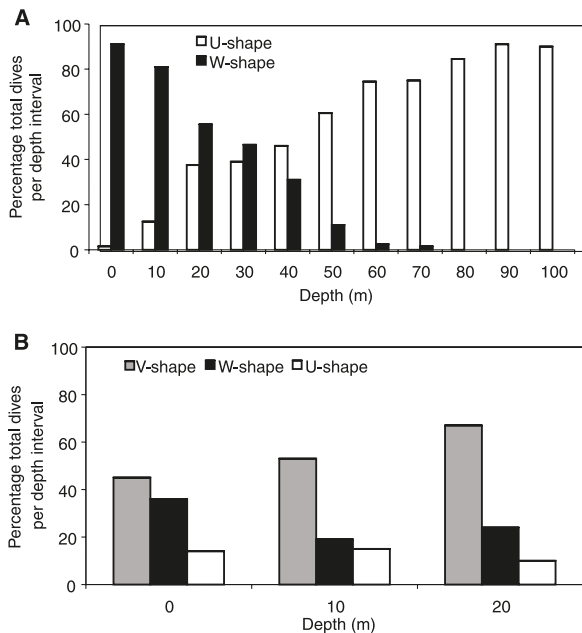 A
U-shape
W-shape
Percentage total dives
per depth interval
100
80
60
40
20
0
0 10 20 30 40 50 60 70 80 90 100
Depth (m)
B
V-shape W-shape U-shape
Percentage total dives
per depth interval
100
80
60
40
20
0
0 10 20
Depth (m)